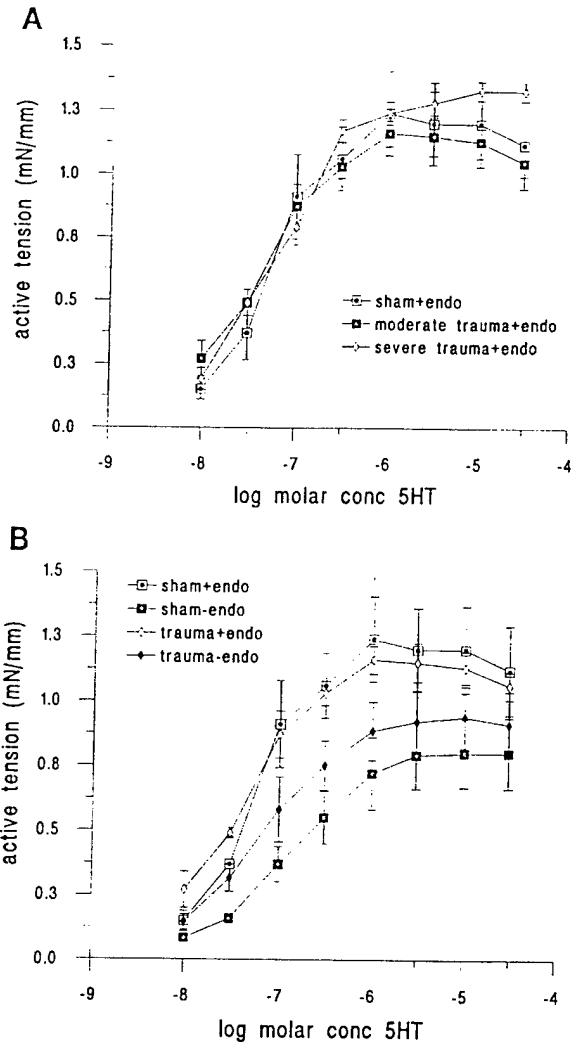 A
1.5
1.3
1.0
0.8
0.5
0.3
0.0
active tension (mN/mm)
sham+endo
moderate trauma+endo
severe trauma+endo
-9 -8 -7 -6 -5 -4
log molar conc 5HT
B
1.5
1.3
1.0
0.8
0.5
0.3
0.0
active tension (mN/mm)
sham+endo
sham-endo
trauma+endo
trauma-endo
-9 -8 -7 -6 -5 -4
log molar conc 5HT